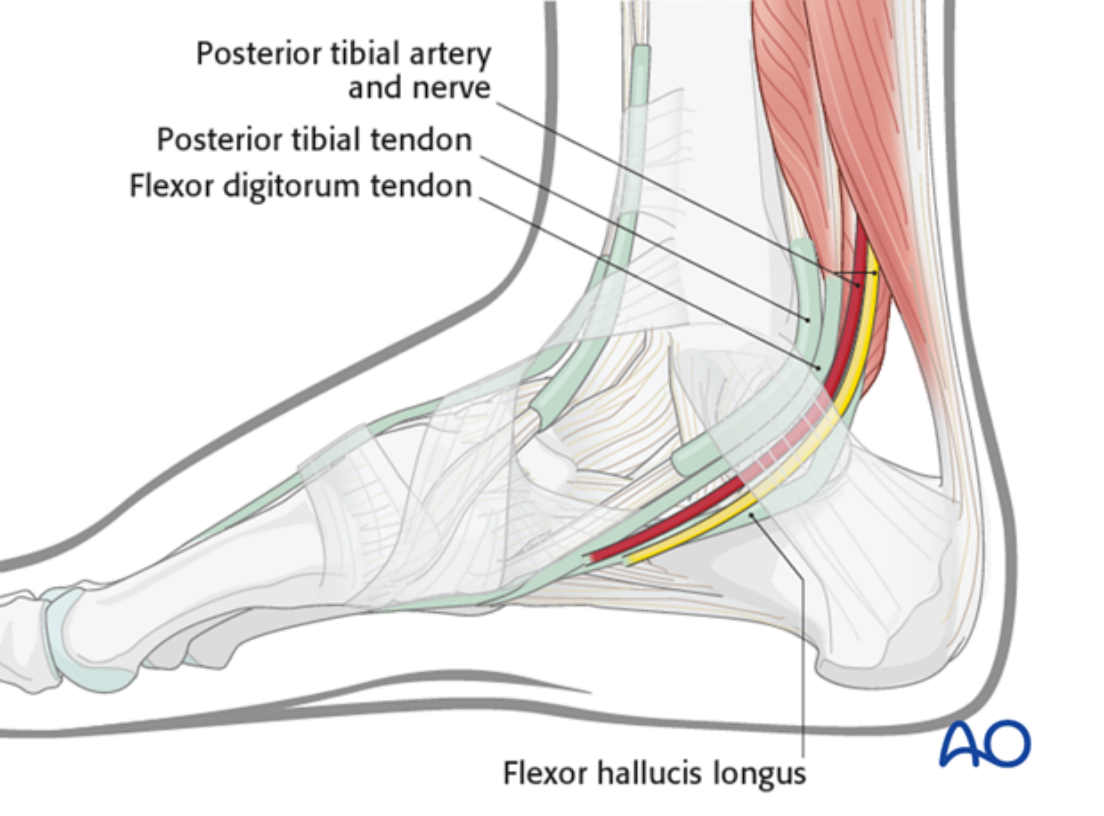 Posterior tibial artery
and nerve
Posterior tibial tendon
Flexor digitorum tendon
Flexor hallucis longus
AO